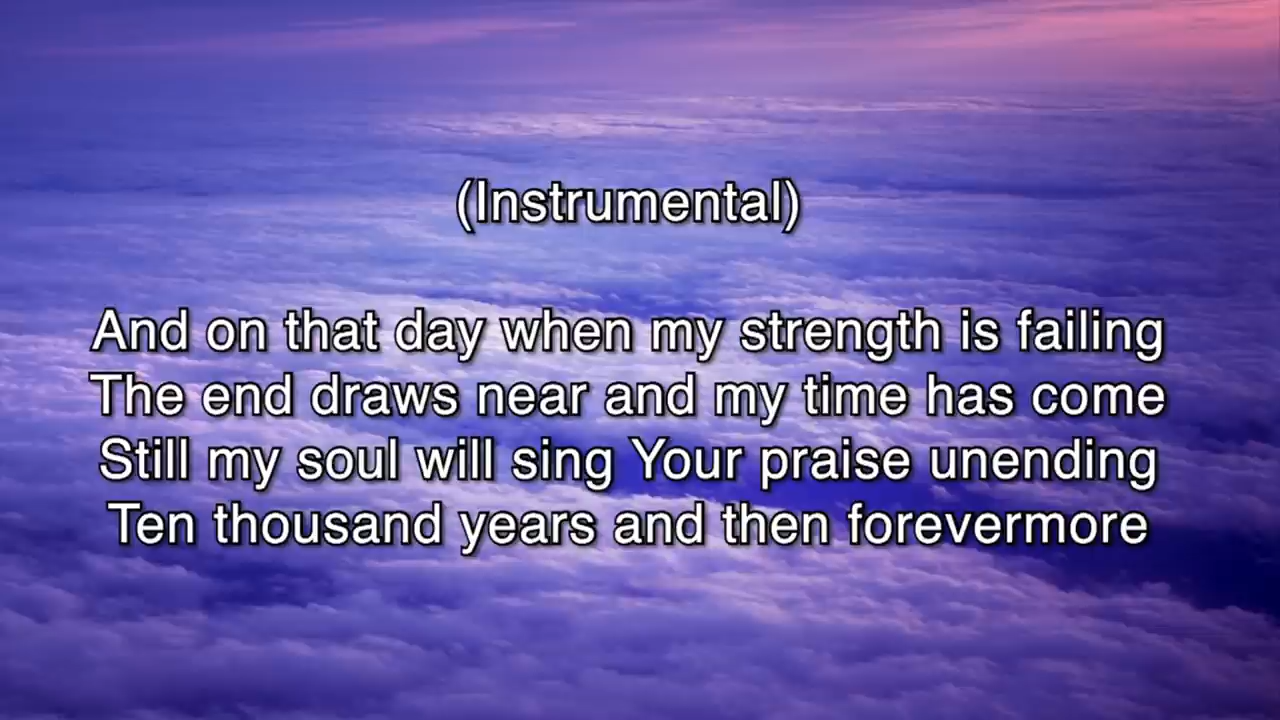 (Instrumental)
And on that day when my strength is failing
The end draws near and my time has come
Still my soul will sing Your praise unending
Ten thousand years and then forevermore